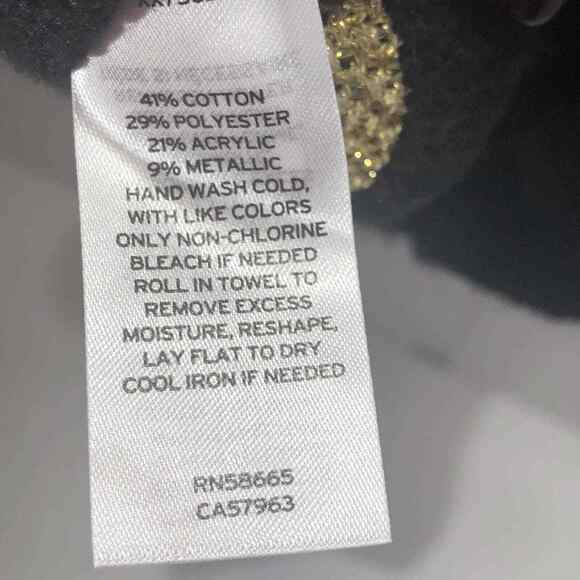 41% COTTON
29% POLYESTER
21% ACRYLIC
9% METALLIC
HAND WASH COLD,
WITH LIKE COLORS
ONLY NON-CHLORINE
BLEACH IF NEEDED
ROLL IN TOWEL TO
REMOVE EXCESS
MOISTURE, RESHAPE,
LAY FLAT TO DRY
COOL IRON IF NEEDED
RN58665
CA57963